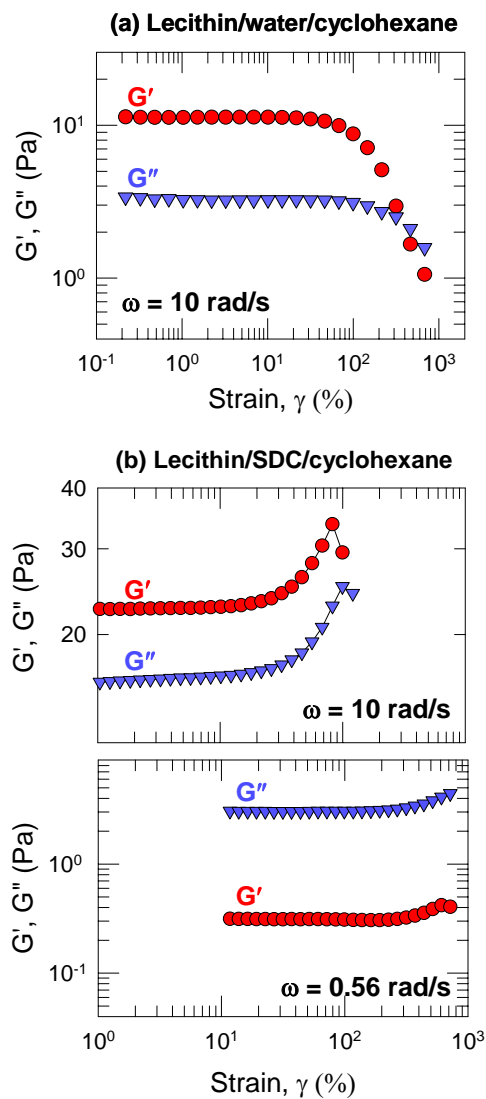 (a) Lecithin/water/cyclohexane
G′
10¹
G″
G', G" (Pa)
10⁰
ω = 10 rad/s
10⁻¹ 10⁰ 10¹ 10² 10³
Strain, γ (%)
(b) Lecithin/SDC/cyclohexane
40
30
G′
G', G" (Pa)
20
G″
ω = 10 rad/s
G″
G', G" (Pa)
10⁰
G′
10⁻¹
ω = 0.56 rad/s
10⁰ 10¹ 10² 10³
Strain, γ (%)